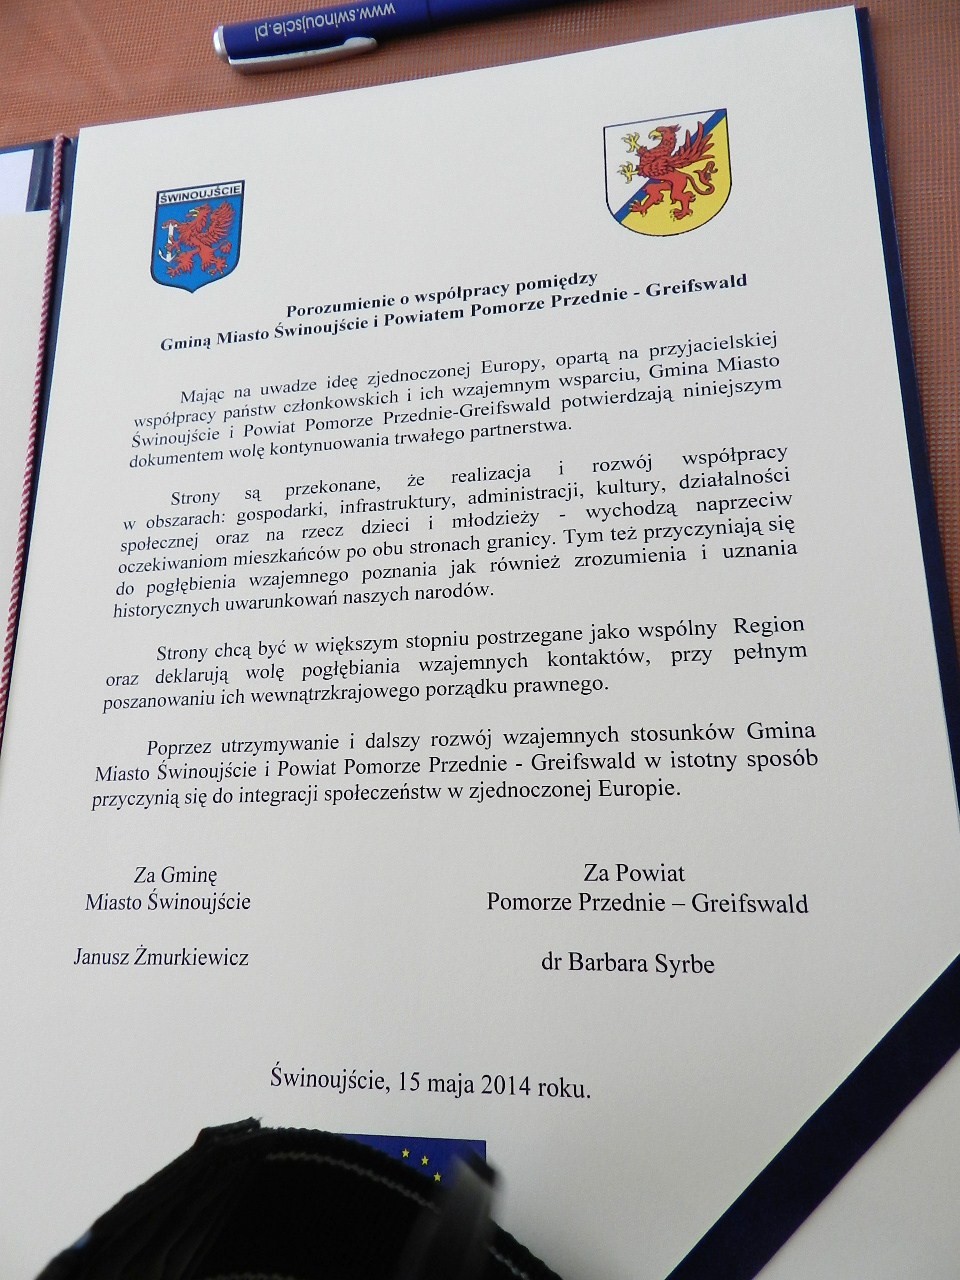 www.swinoujscie.pl
ŚWINOUJŚCIE
Porozumienie o współpracy pomiędzy
Gminą Miasto Świnoujście i Powiatem Pomorze Przednie - Greifswald
Mając na uwadze ideę zjednoczonej Europy, opartą na przyjacielskiej
współpracy państw członkowskich i ich wzajemnym wsparciu, Gmina Miasto
Świnoujście i Powiat Pomorze Przednie-Greifswald potwierdzają niniejszym
dokumentem wolę kontynuowania trwałego partnerstwa.
Strony są przekonane, że realizacja i rozwój współpracy
w obszarach: gospodarki, infrastruktury, administracji, kultury, działalności
społecznej oraz na rzecz dzieci i młodzieży - wychodzą naprzeciw
oczekiwaniom mieszkańców po obu stronach granicy. Tym też przyczyniają się
do pogłębienia wzajemnego poznania jak również zrozumienia i uznania
historycznych uwarunkowań naszych narodów.
Strony chcą być w większym stopniu postrzegane jako wspólny Region
oraz deklarują wolę pogłębiania wzajemnych kontaktów, przy pełnym
poszanowaniu ich wewnątrzkrajowego porządku prawnego.
Poprzez utrzymywanie i dalszy rozwój wzajemnych stosunków Gmina
Miasto Świnoujście i Powiat Pomorze Przednie - Greifswald w istotny sposób
przyczynią się do integracji społeczeństw w zjednoczonej Europie.
Za Gminę
Miasto Świnoujście
Janusz Żmurkiewicz
Za Powiat
Pomorze Przednie – Greifswald
dr Barbara Syrbe
Świnoujście, 15 maja 2014 roku.